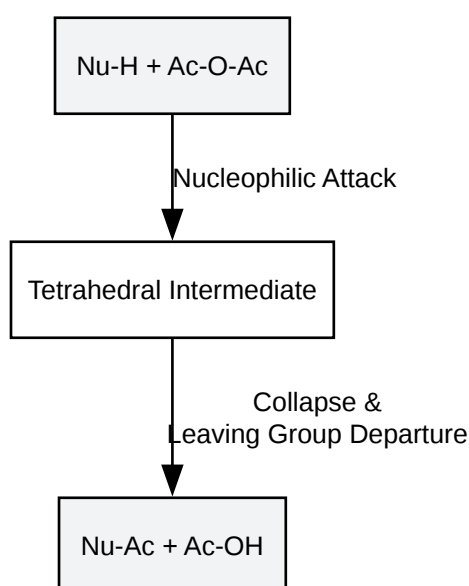 Nu-H + Ac-O-Ac
Nucleophilic Attack
Tetrahedral Intermediate
Collapse &
Leaving Group Departure
Nu-Ac + Ac-OH